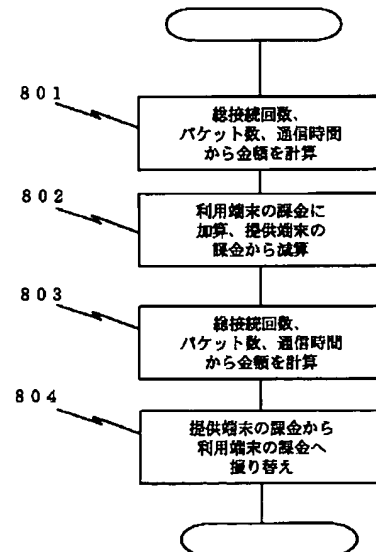 801
総接続回数、
パケット数、通信時間
から金額を計算
802
利用端末の課金に
加算、提供端末の
課金から減算
803
総接続回数、
パケット数、通信時間
から金額を計算
804
提供端末の課金から
利用端末の課金へ
振り替え